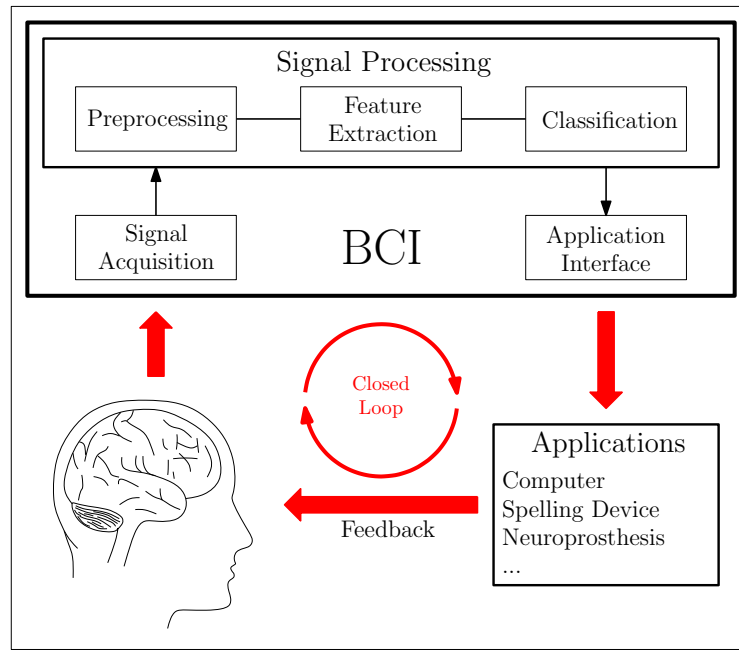 Signal Processing
Preprocessing
Feature
Extraction
Classification
Signal
Acquisition
BCI
Application
Interface
Closed
Loop
Applications
Computer
Spelling Device
Neuroprosthesis
...
Feedback